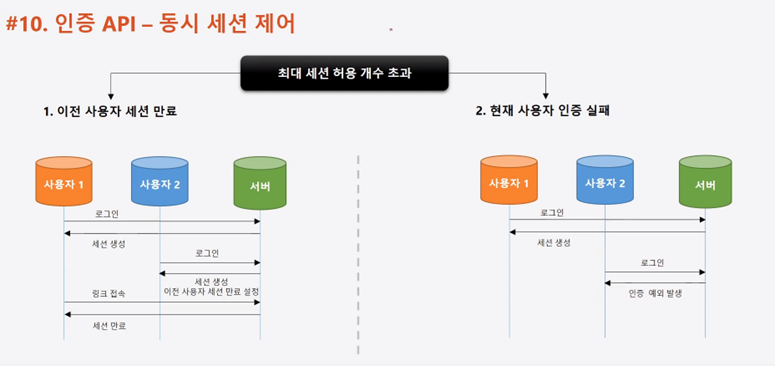 #10. 인증 API – 동시 세션 제어
최대 세션 허용 개수 초과
1. 이전 사용자 세션 만료
사용자 1
사용자 2
서버
로그인
세션 생성
로그인
세션 생성
이전 사용자 세션 만료 설정
링크 접속
세션 만료
2. 현재 사용자 인증 실패
사용자 1
사용자 2
서버
로그인
세션 생성
로그인
인증 예외 발생